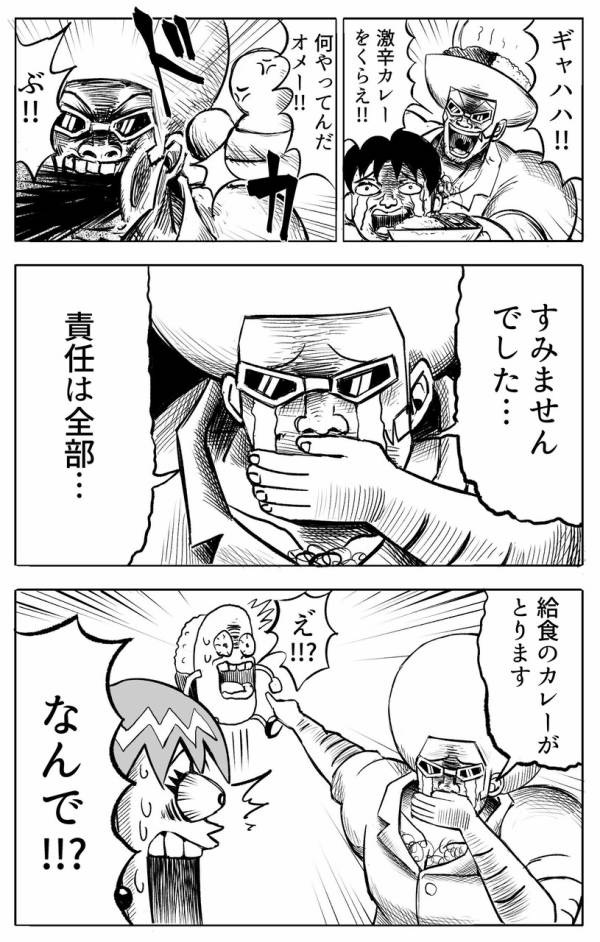 ギャハハ!!
激辛カレー
をくらえ!!
何やってんだ
オメー!!
ドカ
ぶ!!
すみません
でした…
責任は全部…
給食のカレーが
とります
え゛!!?
なんで!!?